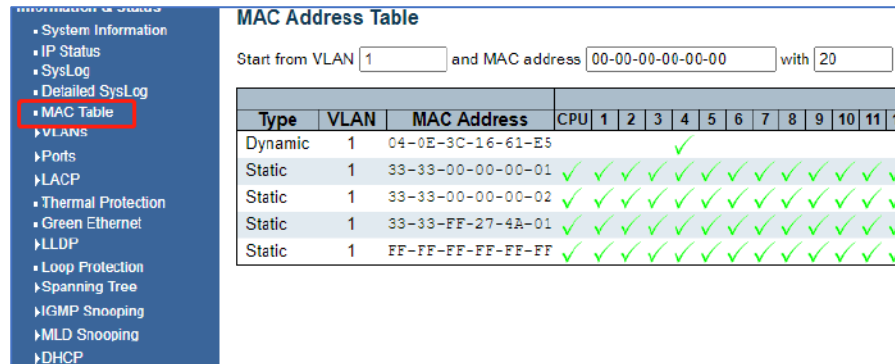 Information & Status
System Information
IP Status
SysLog
Detailed SysLog
MAC Table
VLANs
Ports
LACP
Thermal Protection
Green Ethernet
LLDP
Loop Protection
Spanning Tree
IGMP Snooping
MLD Snooping
DHCP
MAC Address Table
Start from VLAN 1 and MAC address 00-00-00-00-00-00 with 20
Type VLAN MAC Address CPU 1 2 3 4 5 6 7 8 9 10 11
Dynamic 1 04-0E-3C-16-61-E5
Static 1 33-33-00-00-00-01
Static 1 33-33-00-00-00-02
Static 1 33-33-FF-27-4A-01
Static 1 FF-FF-FF-FF-FF-FF